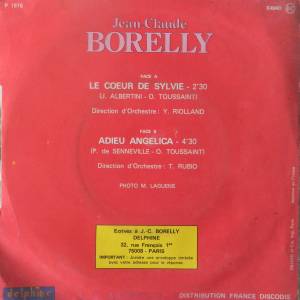 P 1976
64040
Jean Claude
BORELLY
FACE A
LE COEUR DE SYLVIE - 2'30
(J. ALBERTINI - O. TOUSSAINT)
Direction d'Orchestre: Y. RIOLLAND
FACE B
ADIEU ANGELICA - 4'30
(P. de SENNEVILLE - O. TOUSSAINT)
Direction d'Orchestre: T. RUBIO
PHOTO M. LAGUENS
Ecrivez à J.-C. BORELLY
DELPHINE
32, rue François 1er
75008 - PARIS
IMPORTANT: Joindre une enveloppe timbrée
avec votre adresse pour la réponse.
delphine
DISTRIBUTION FRANCE DISCODIS